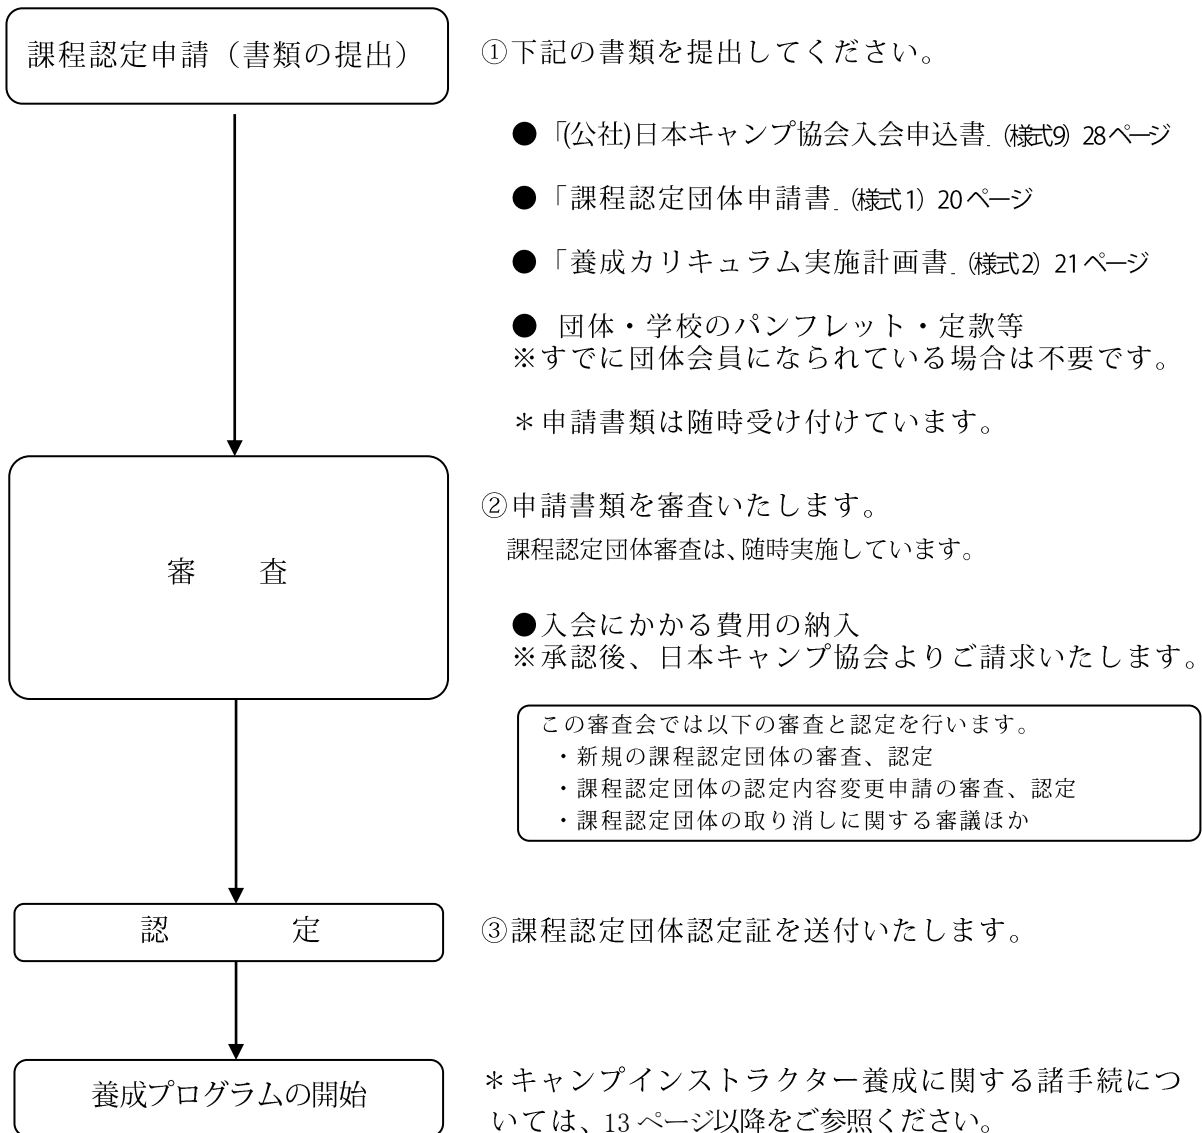 課程認定申請（書類の提出）
①下記の書類を提出してください。
●「(公社)日本キャンプ協会入会申込書」（様式9）28ページ
●「課程認定団体申請書」（様式1）20ページ
●「養成カリキュラム実施計画書」（様式2）21ページ
● 団体・学校のパンフレット・定款等
※すでに団体会員になられている場合は不要です。
＊申請書類は随時受け付けています。
審　　査
②申請書類を審査いたします。
課程認定団体審査は、随時実施しています。
●入会にかかる費用の納入
※承認後、日本キャンプ協会よりご請求いたします。
この審査会では以下の審査と認定を行います。
・新規の課程認定団体の審査、認定
・課程認定団体の認定内容変更申請の審査、認定
・課程認定団体の取り消しに関する審議ほか
認　　　　定
③課程認定団体認定証を送付いたします。
養成プログラムの開始
＊キャンプインストラクター養成に関する諸手続につ
いては、13 ページ以降をご参照ください。